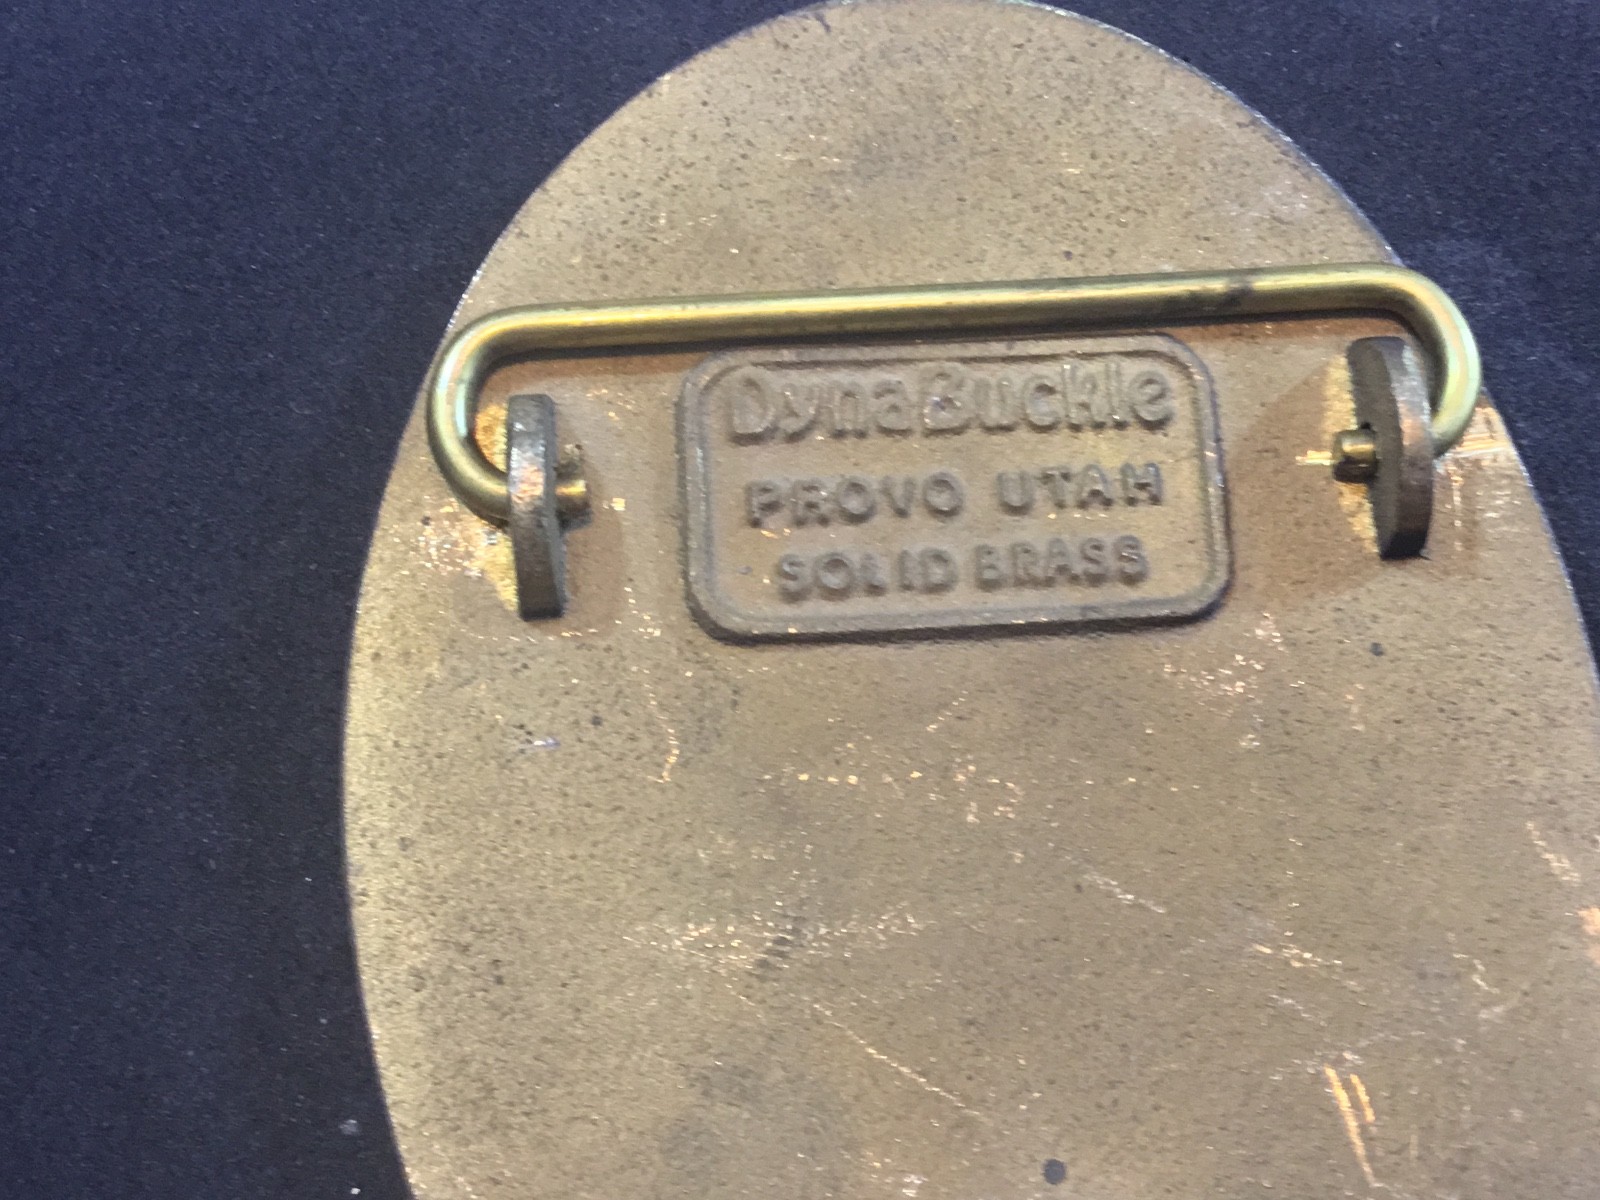 DynaBuckle
PROVO UTAH
SOLID BRASS